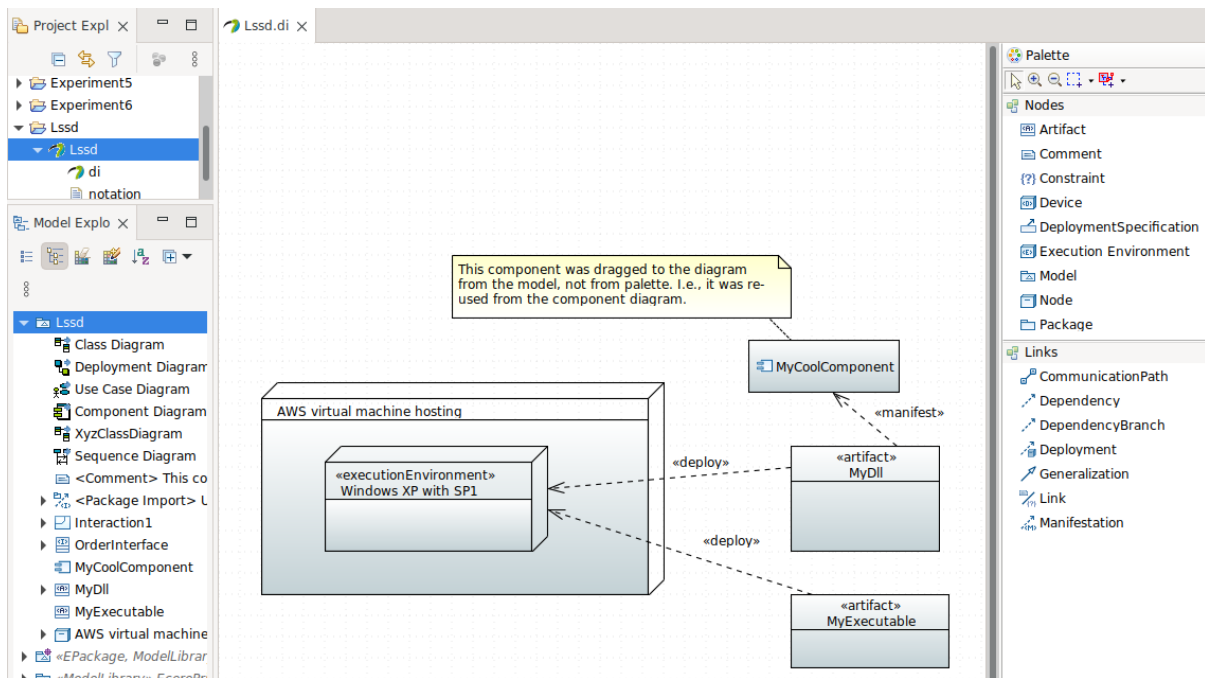 Project Expl
Experiment5
Experiment6
Lssd
Lssd
di
notation
Model Explo
Lssd
Class Diagram
Deployment Diagram
Use Case Diagram
Component Diagram
XyzClassDiagram
Sequence Diagram
<Comment> This co
<Package Import> U
Interaction1
OrderInterface
MyCoolComponent
MyDll
MyExecutable
AWS virtual machine
«EPackage, ModelLibrar
Lssd.di
This component was dragged to the diagram
from the model, not from palette. I.e., it was re-
used from the component diagram.
MyCoolComponent
«manifest»
AWS virtual machine hosting
«executionEnvironment»
Windows XP with SP1
«deploy»
«artifact»
MyDll
«deploy»
«artifact»
MyExecutable
Palette
Nodes
Artifact
Comment
{?} Constraint
Device
DeploymentSpecification
Execution Environment
Model
Node
Package
Links
CommunicationPath
Dependency
DependencyBranch
Deployment
Generalization
Link
Manifestation